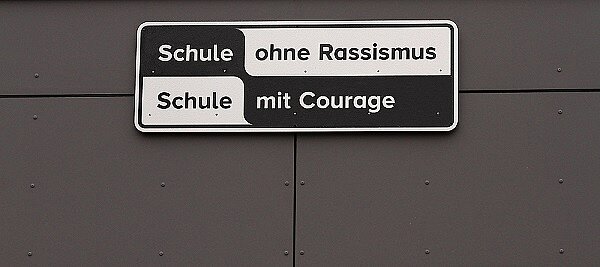 Schule ohne Rassismus
Schule mit Courage